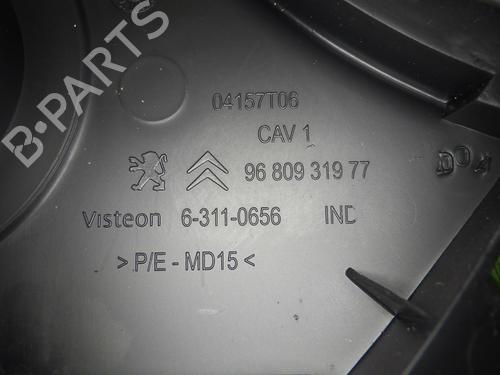 B-PARTS
04157T06
CAV 1
96 809 319 77
Visteon 6-311-0656 IND
>P/E - MD15<